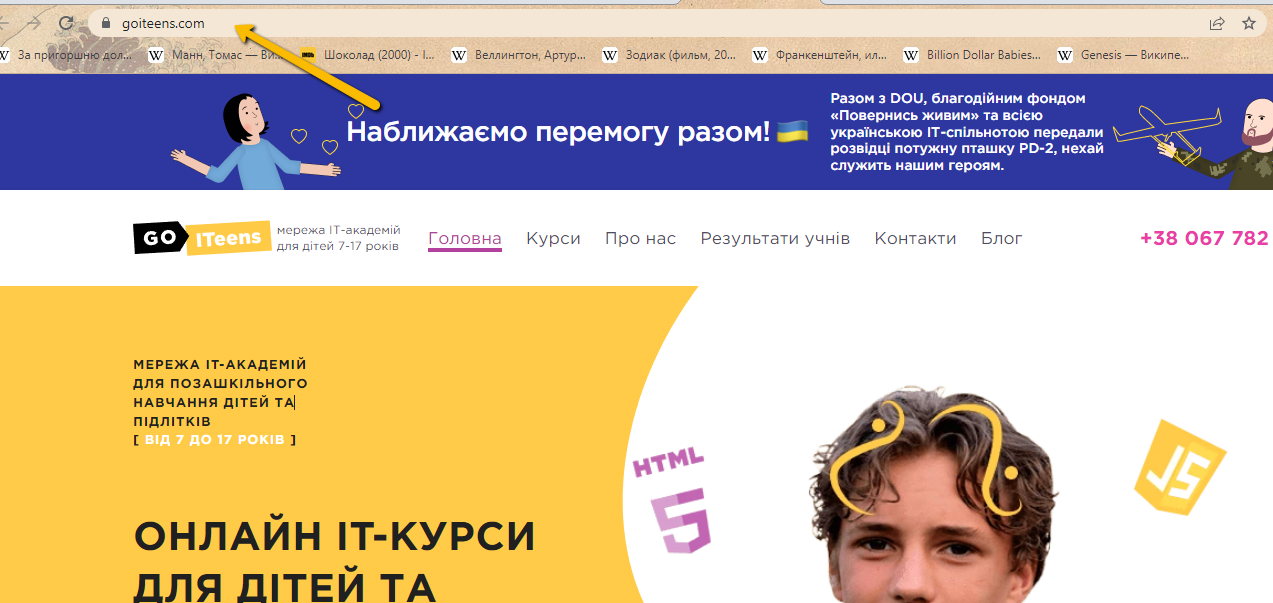 goiteens.com
За пригоршню дол...
Манн, Томас — Ви...
Шоколад (2000) - I...
Веллингтон, Артур...
Зодиак (фильм, 20...
Франкенштейн, ил...
Billion Dollar Babies...
Genesis — Википе...
Наближаємо перемогу разом!
Разом з DOU, благодійним фондом
«Повернись живим» та всією
українською ІТ-спільнотою передали
розвідці потужну пташку PD-2, нехай
служить нашим героям.
GO ITeens
мережа ІТ-академій
для дітей 7-17 років
Головна Курси Про нас Результати учнів Контакти Блог
+38 067 782
МЕРЕЖА ІТ-АКАДЕМІЙ
ДЛЯ ПОЗАШКІЛЬНОГО
НАВЧАННЯ ДІТЕЙ ТА
ПІДЛІТКІВ
[ ВІД 7 ДО 17 РОКІВ ]
HTML
5
JS
ОНЛАЙН ІТ-КУРСИ
ДЛЯ ДІТЕЙ ТА